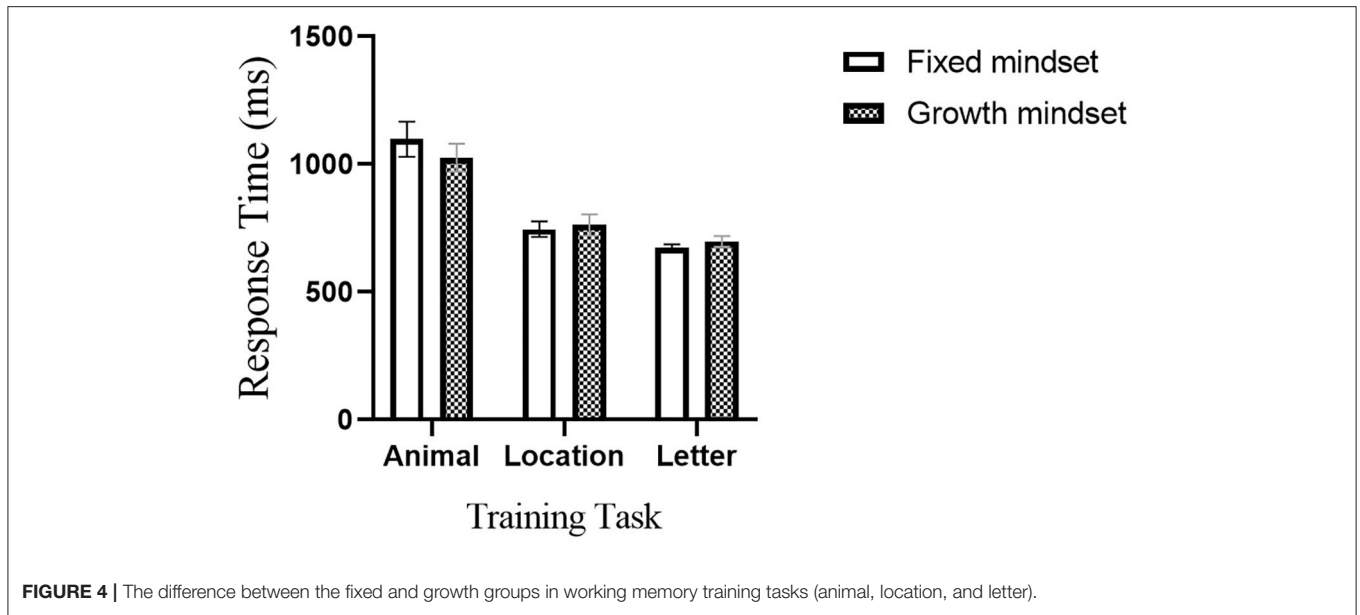 1500
1000
500
0
Response Time (ms)
Fixed mindset
Growth mindset
Animal Location Letter
Training Task
FIGURE 4 | The difference between the fixed and growth groups in working memory training tasks (animal, location, and letter).